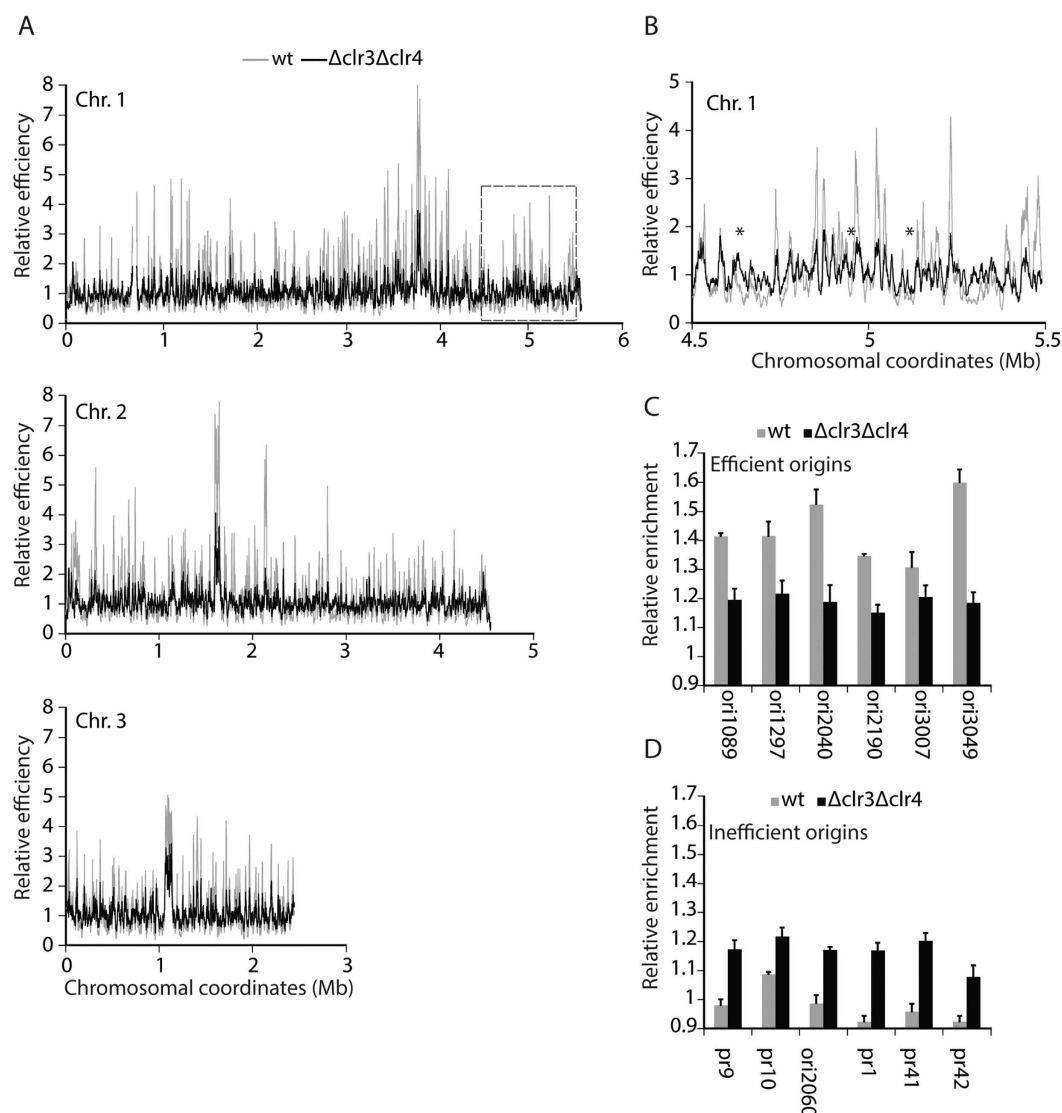 A
wt Δclr3Δclr4
Chr. 1
Relative efficiency
8
7
6
5
4
3
2
1
0
0 1 2 3 4 5 6
Chr. 2
Relative efficiency
8
7
6
5
4
3
2
1
0
0 1 2 3 4 5
Chr. 3
Relative efficiency
5
4
3
2
1
0
0 1 2 3
Chromosomal coordinates (Mb)
B
Chr. 1
Relative efficiency
5
4
3
2
1
0
* * *
4.5 5 5.5
Chromosomal coordinates (Mb)
C
wt Δclr3Δclr4
Efficient origins
Relative enrichment
1.7
1.6
1.5
1.4
1.3
1.2
1.1
0.9
ori1089 ori1297 ori2040 ori2190 ori3007 ori3049
D
wt Δclr3Δclr4
Inefficient origins
Relative enrichment
1.7
1.6
1.5
1.4
1.3
1.2
1.1
1
0.9
pr9 pr10 ori2060 pr1 pr41 pr42